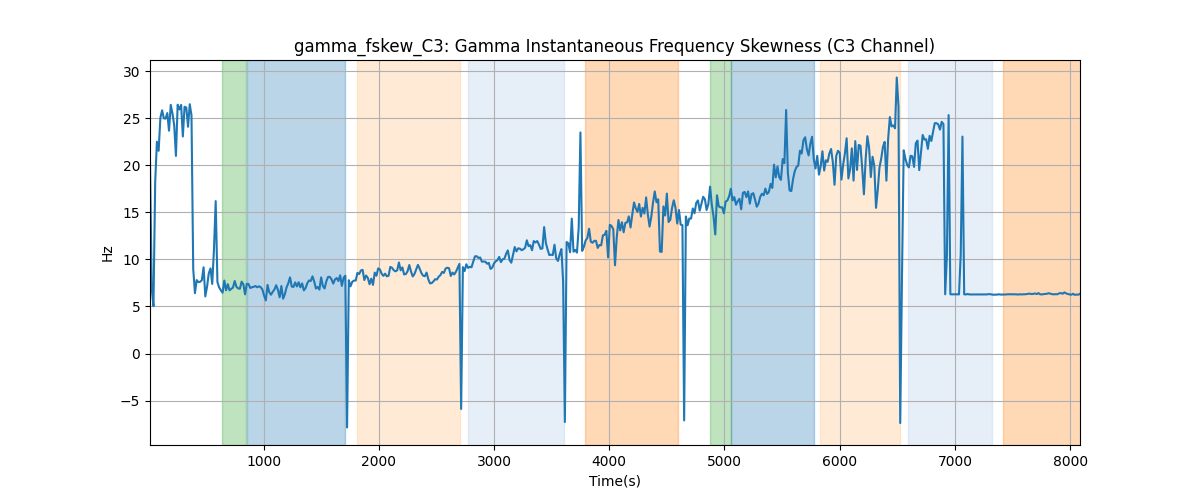 gamma_fskew_C3: Gamma Instantaneous Frequency Skewness (C3 Channel)
30
25
20
15
10
5
0
−5
Hz
1000 2000 3000 4000 5000 6000 7000 8000
Time(s)